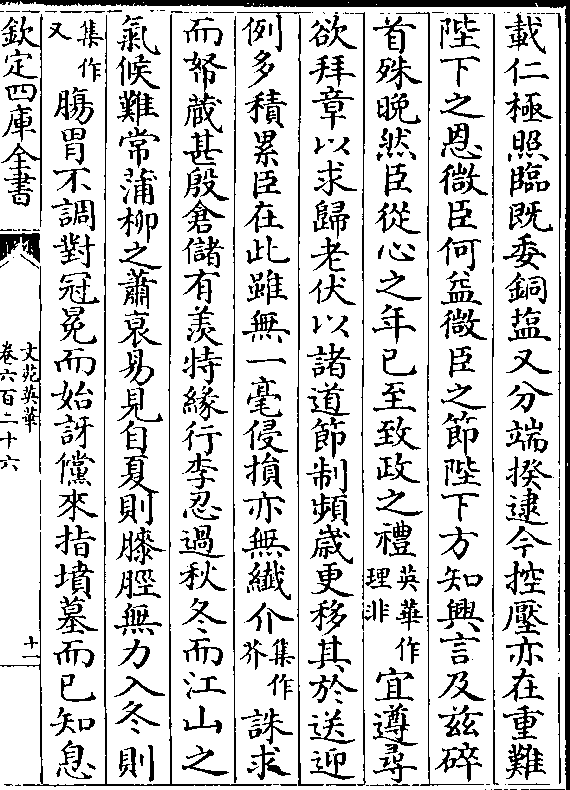 載仁極照臨既委銅塩又分端揆逮今控壓亦在重難
陛下之恩微臣何益微臣之節陛下方知興言及兹碎
首殊晚然臣從心之年已至致政之禮英華作理非宜遵尋
欲拜章以求歸老伏以諸道節制頻歲更移其於送迎
例多積累臣在此雖無一毫侵損亦無纖介集作芥誅求
而帑藏甚殷倉儲有羨特緣行李忍過秋冬而江山之
氣候難常蒲柳之蕭衰易見自夏則膝脛無力入冬則
集作又腸胃不調對冠冕而始訝儻來指墳墓而已知息
欽定四庫全書
文苑英華
卷六百二十六
十一